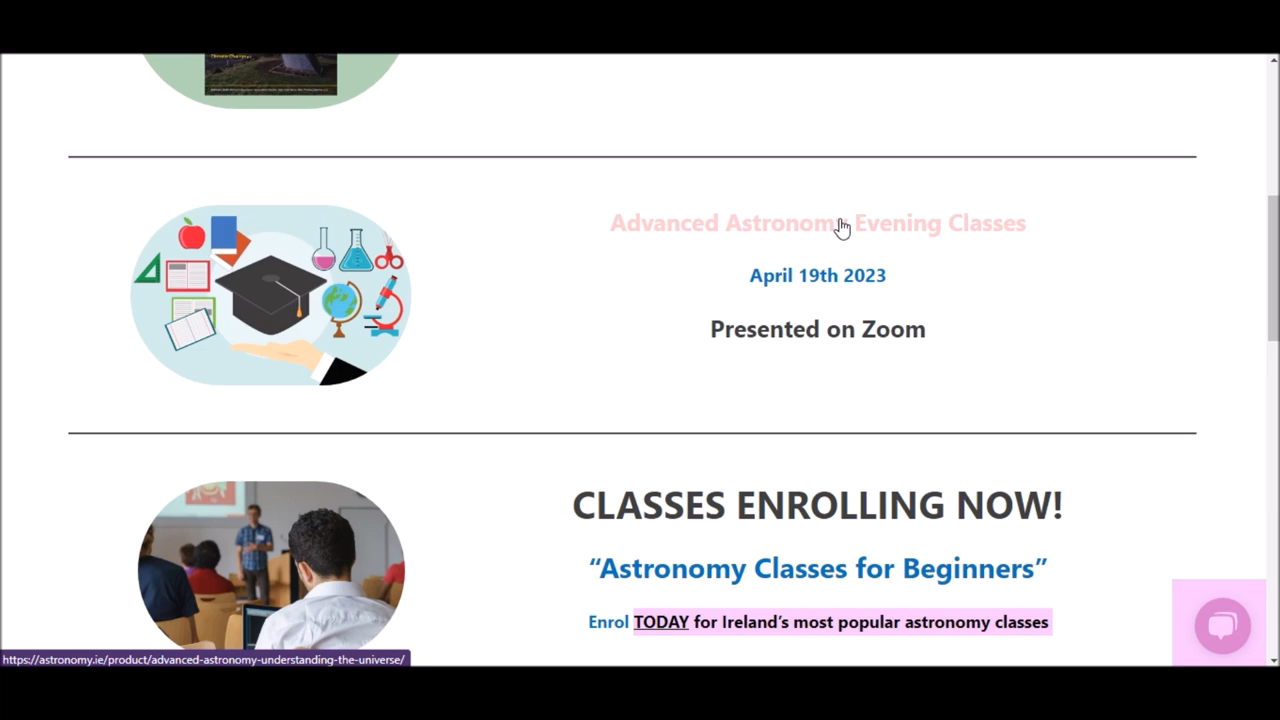 Advanced Astronomy Evening Classes
April 19th 2023
Presented on Zoom
CLASSES ENROLLING NOW!
“Astronomy Classes for Beginners”
Enrol TODAY for Ireland’s most popular astronomy classes
https://astronomy.ie/product/advanced-astronomy-understanding-the-universe/